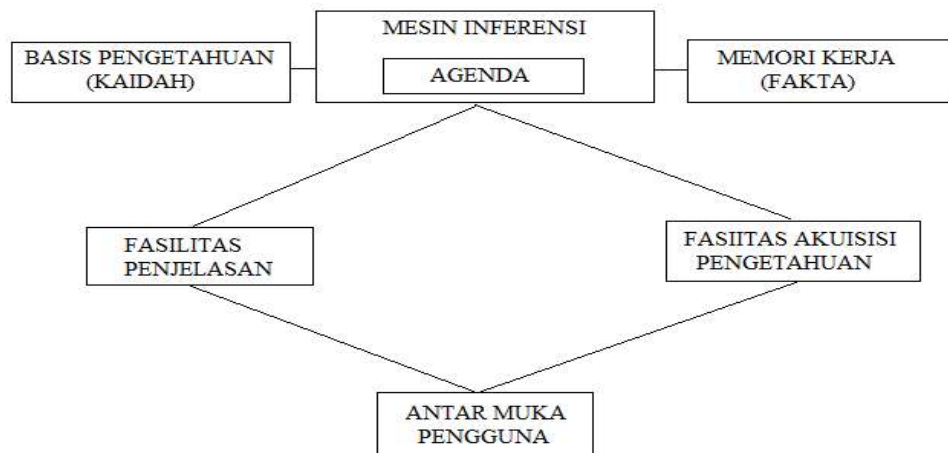 MESIN INFERENSI
AGENDA
BASIS PENGETAHUAN
(KAIDAH)
MEMORI KERJA
(FAKTA)
FASILITAS
PENJELASAN
FASIITAS AKUISISI
PENGETAHUAN
ANTAR MUKA
PENGGUNA